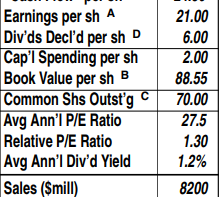 Earnings per sh A 21.00
Div'ds Decl'd per sh D 6.00
Cap'l Spending per sh 2.00
Book Value per sh B 88.55
Common Shs Outst'g C 70.00
Avg Ann'l P/E Ratio 27.5
Relative P/E Ratio 1.30
Avg Ann'l Div'd Yield 1.2%
Sales ($mill) 8200